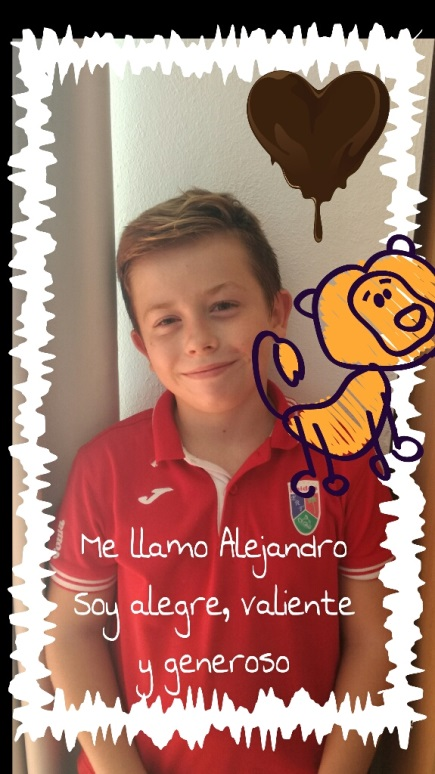 Me llamo Alejandro
Soy alegre, valiente
y generoso